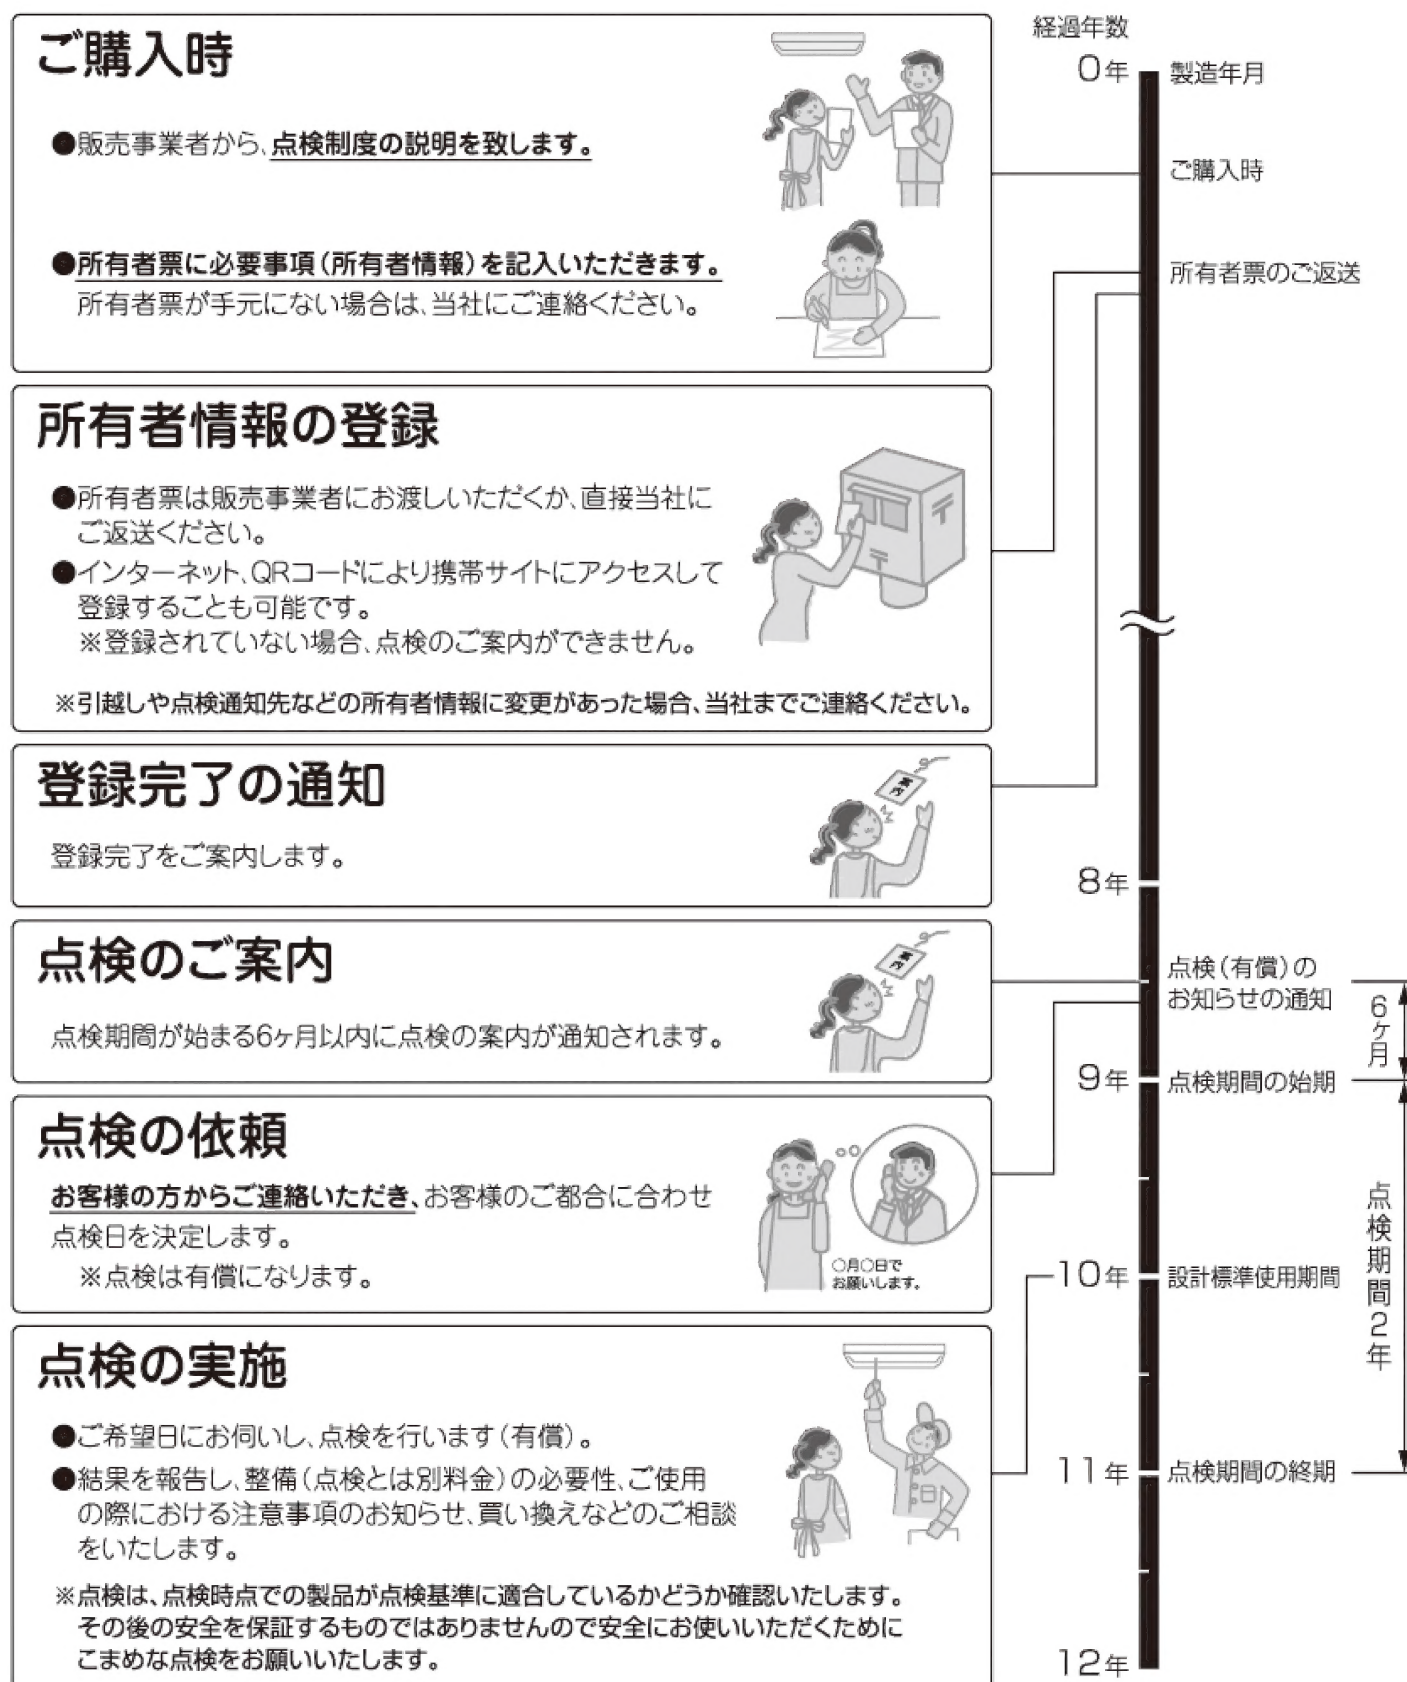 ご購入時
●販売事業者から、点検制度の説明を致します。
●所有者票に必要事項(所有者情報)を記入いただきます。
所有者票が手元にない場合は、当社にご連絡ください。
所有者情報の登録
●所有者票は販売事業者にお渡しいただくか、直接当社に
ご返送ください。
●インターネット、QRコードにより携帯サイトにアクセスして
登録することも可能です。
※登録されていない場合、点検のご案内ができません。
※引越しや点検通知先などの所有者情報に変更があった場合、当社までご連絡ください。
登録完了の通知
案内
登録完了をご案内します。
点検のご案内
案内
点検期間が始まる6ヶ月以内に点検の案内が通知されます。
点検の依頼
お客様の方からご連絡いただき、お客様のご都合に合わせ
点検日を決定します。
※点検は有償になります。
○月○日で
お願いします。
点検の実施
●ご希望日にお伺いし、点検を行います(有償)。
●結果を報告し、整備(点検とは別料金)の必要性、ご使用
の際における注意事項のお知らせ、買い換えなどのご相談
をいたします。
※点検は、点検時点での製品が点検基準に適合しているかどうか確認いたします。
その後の安全を保証するものではありませんので安全にお使いいただくために
こまめな点検をお願いいたします。
経過年数
0年 製造年月
ご購入時
所有者票のご返送
8年
点検(有償)の
お知らせの通知
6ヶ月
9年 点検期間の始期
点検期間2年
10年 設計標準使用期間
11年 点検期間の終期
12年